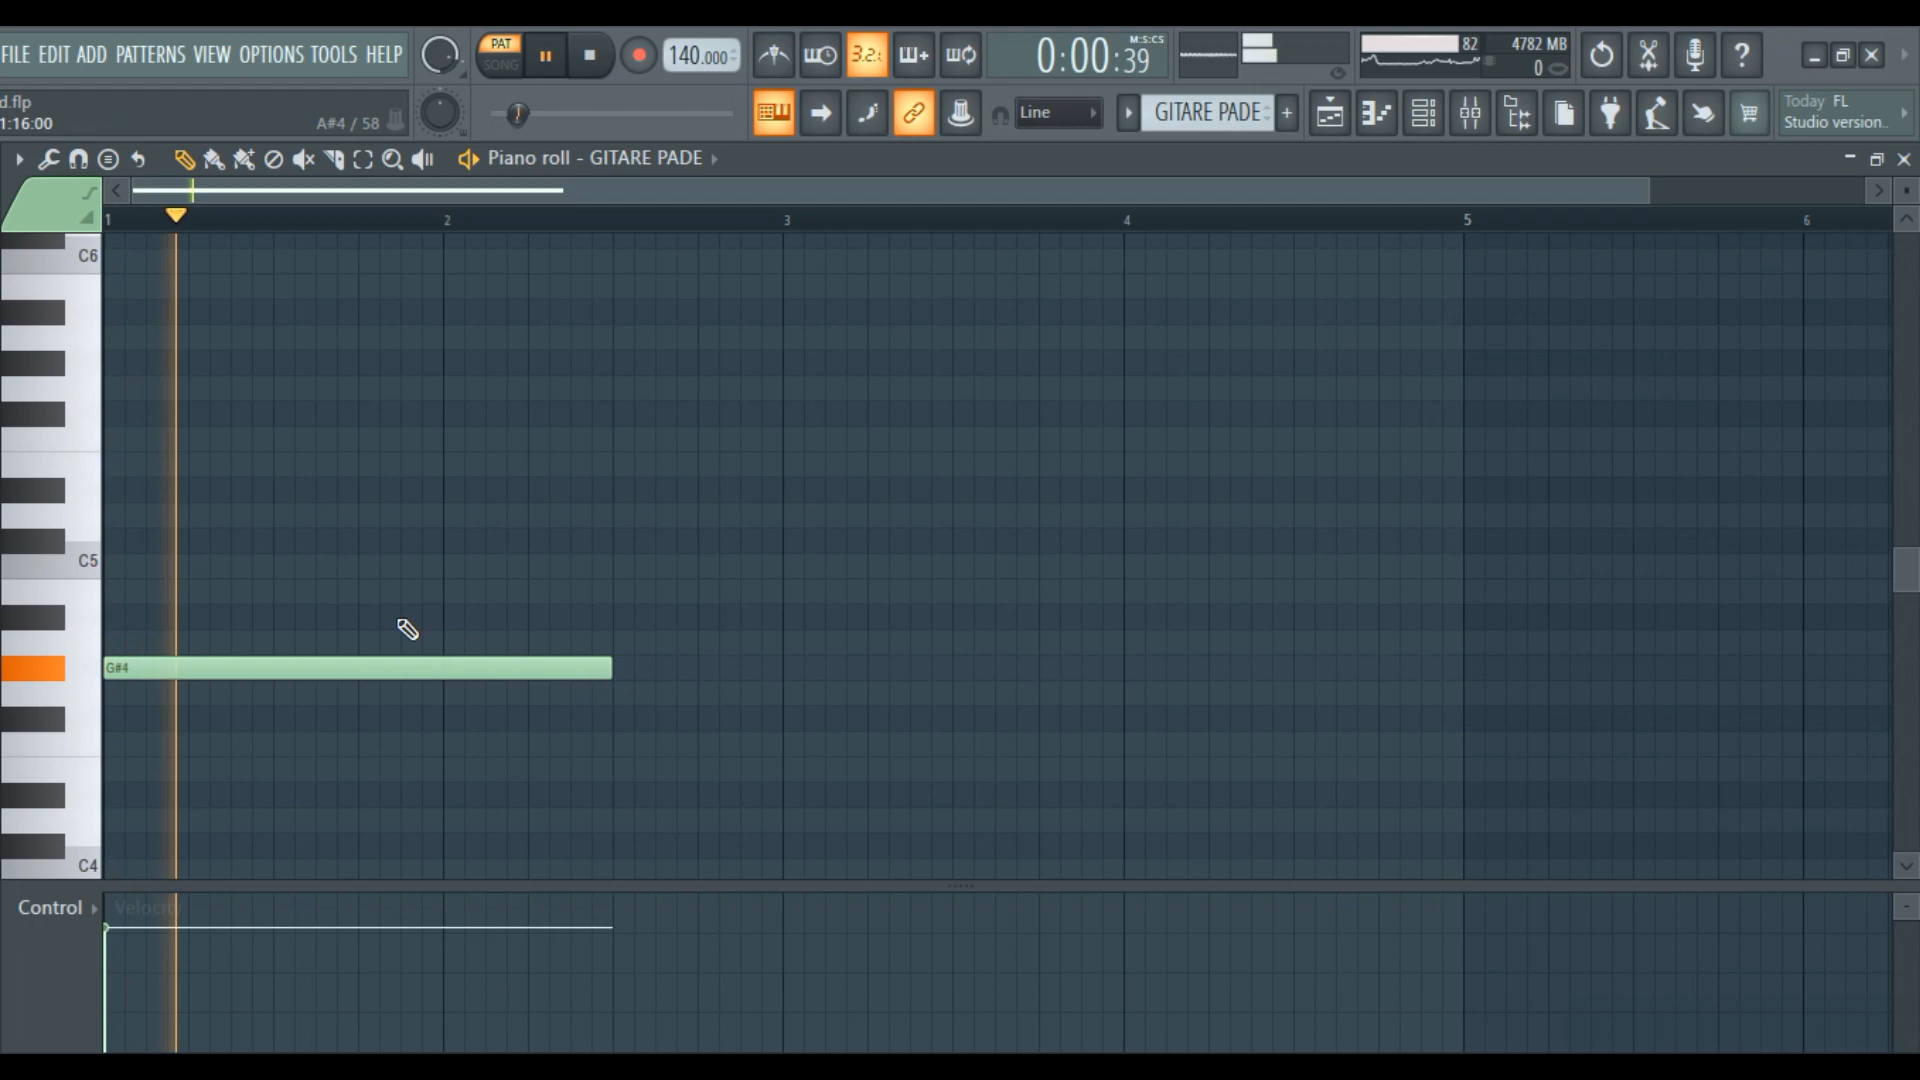 FILE EDIT ADD PATTERNS VIEW OPTIONS TOOLS HELP
PAT
SONG
140.000
3.2.
0:00:39
M:S:CS
82
4782 MB
0
?
d.flp
1:16:00
A#4 / 58
Line
GITARE PADE
+
Today FL
Studio version..
Piano roll - GITARE PADE
1 2 3 4 5 6
C6
C5
G#4
C4
Control
Velocity